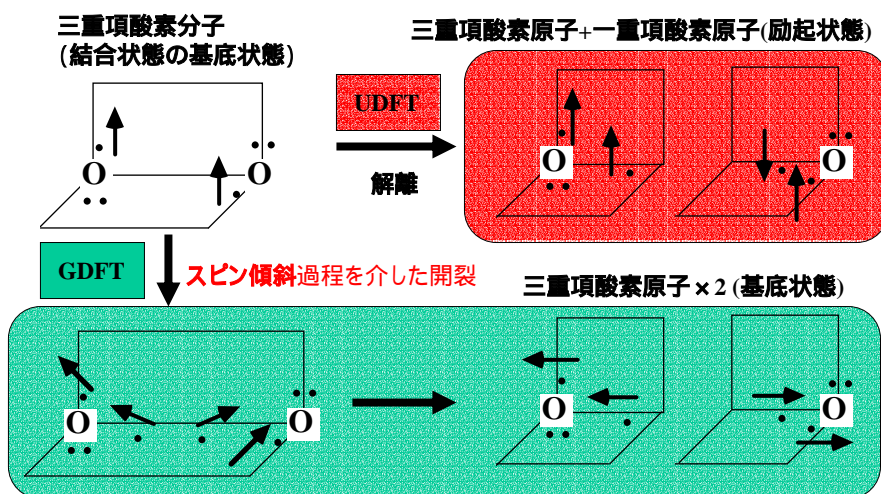 三重項酸素分子
(結合状態の基底状態)
三重項酸素原子+一重項酸素原子(励起状態)
UDFT
解離
O
O
O
O
GDFT
スピン傾斜過程を介した開裂
三重項酸素原子×2 (基底状態)
O
O
O
O